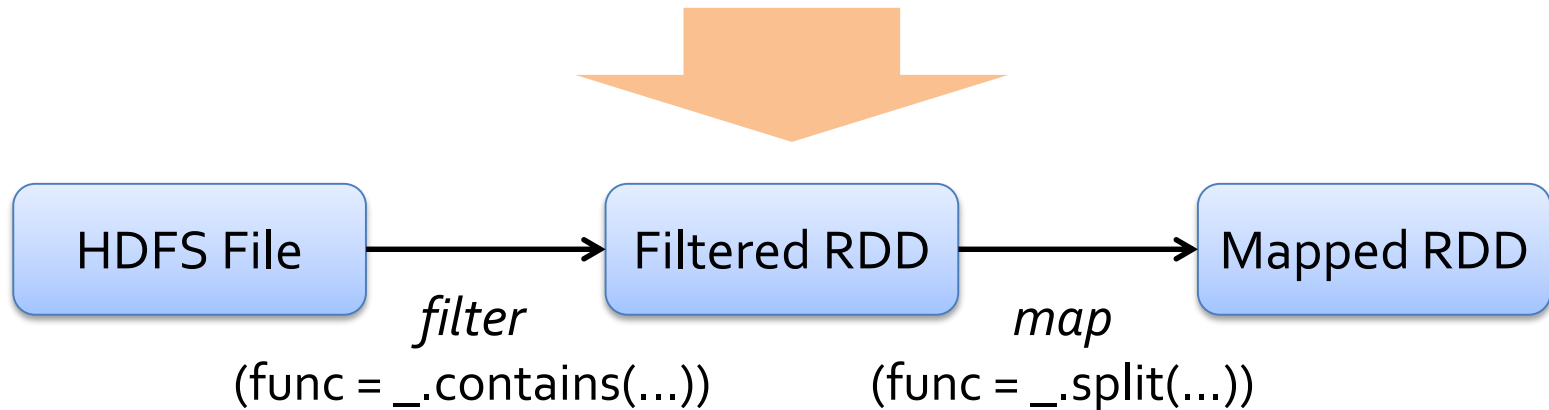 HDFS File
Filtered RDD
Mapped RDD
filter
(func = _.contains(...))
map
(func = _.split(...))